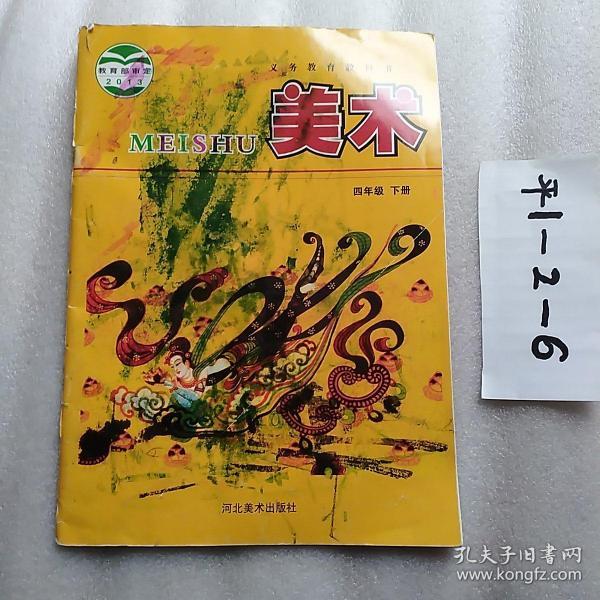 义务教育教科书
教育部审定
2013
MEISHU 美术
四年级 下册
河北美术出版社
平1-2-6
孔夫子旧书网
www.kongfz.com